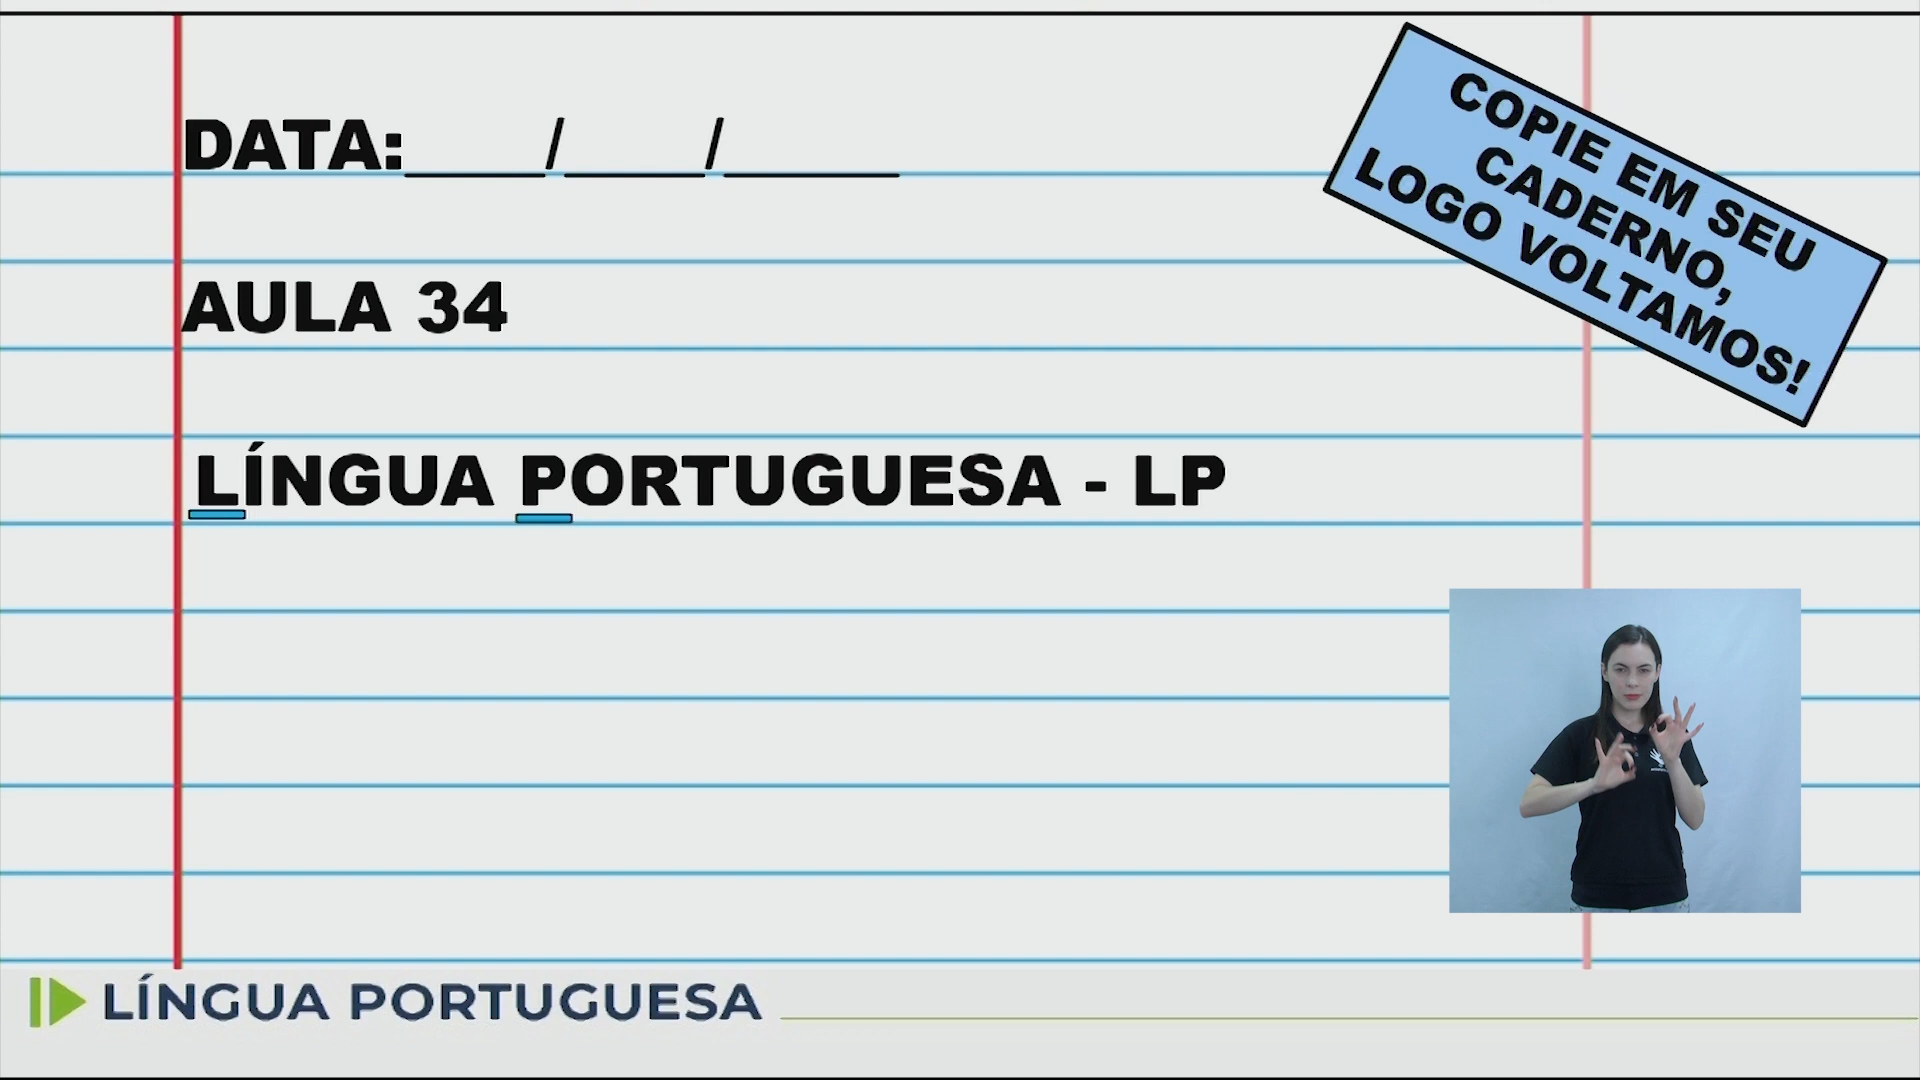 DATA:____/____/_____
COPIE EM SEU
CADERNO,
LOGO VOLTAMOS!
AULA 34
LÍNGUA PORTUGUESA - LP
LÍNGUA PORTUGUESA